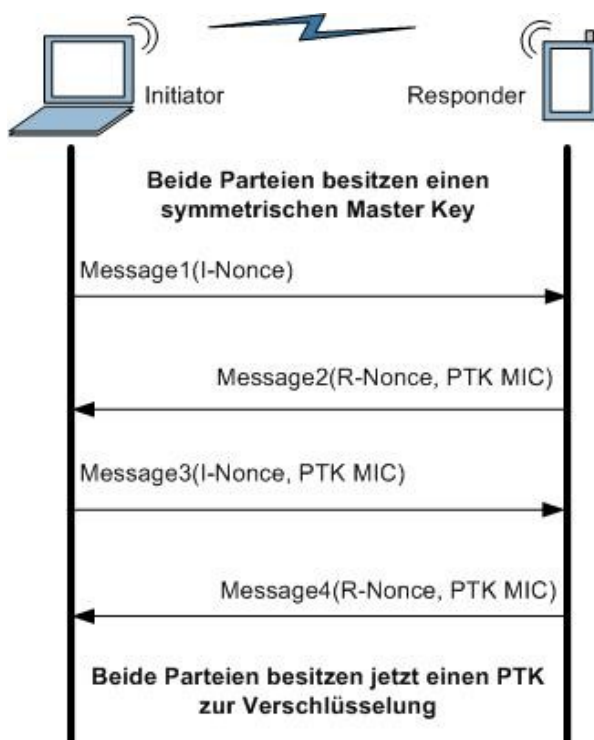 Initiator
Responder
Beide Parteien besitzen einen
symmetrischen Master Key
Message1(I-Nonce)
Message2(R-Nonce, PTK MIC)
Message3(I-Nonce, PTK MIC)
Message4(R-Nonce, PTK MIC)
Beide Parteien besitzen jetzt einen PTK
zur Verschlüsselung